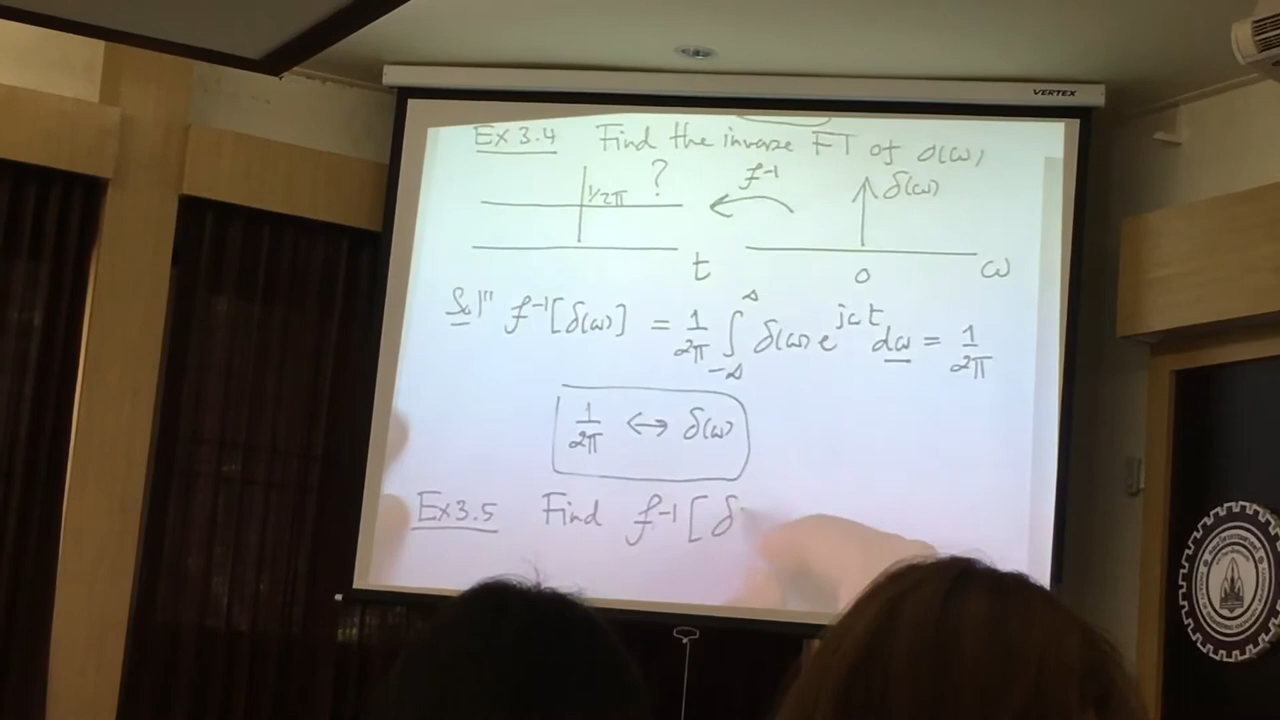 VERTEX
Ex 3.4 Find the inverse FT of δ(ω)
1/2π ? f⁻¹ δ(ω)
t 0 ω
Solⁿ f⁻¹[δ(ω)] = 1/2π ∫_{-∞}^{∞} δ(ω) e^{jωt} dω = 1/2π
1/2π ↔ δ(ω)
Ex3.5 Find f⁻¹[δ